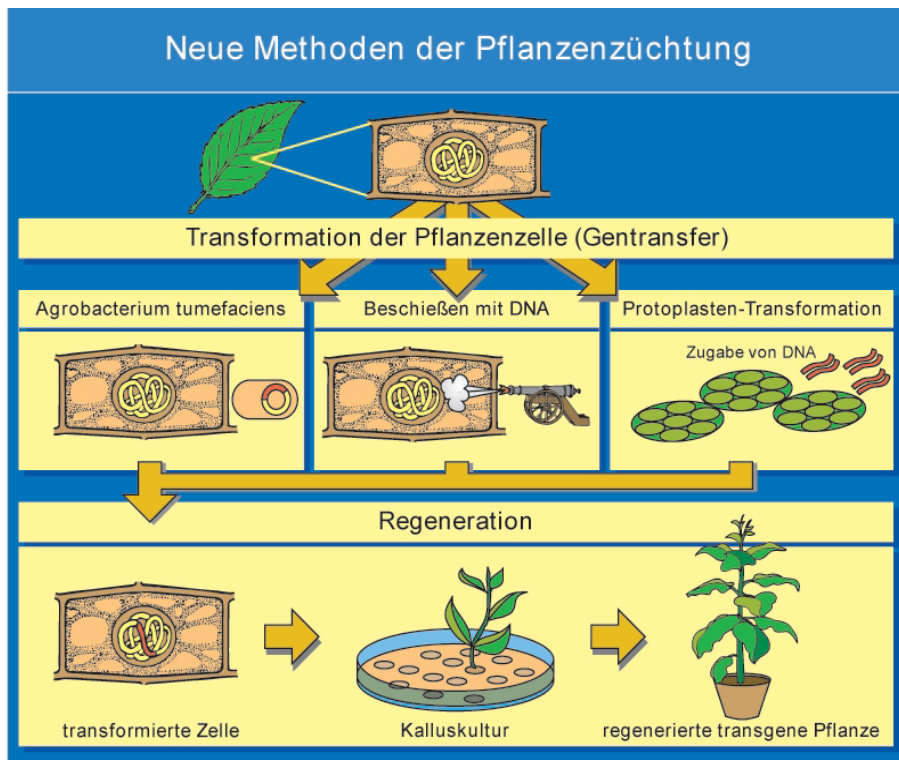 Neue Methoden der Pflanzenzüchtung
Transformation der Pflanzenzelle (Gentransfer)
Agrobacterium tumefaciens
Beschießen mit DNA
Protoplasten-Transformation
Zugabe von DNA
Regeneration
transformierte Zelle
Kalluskultur
regenerierte transgene Pflanze